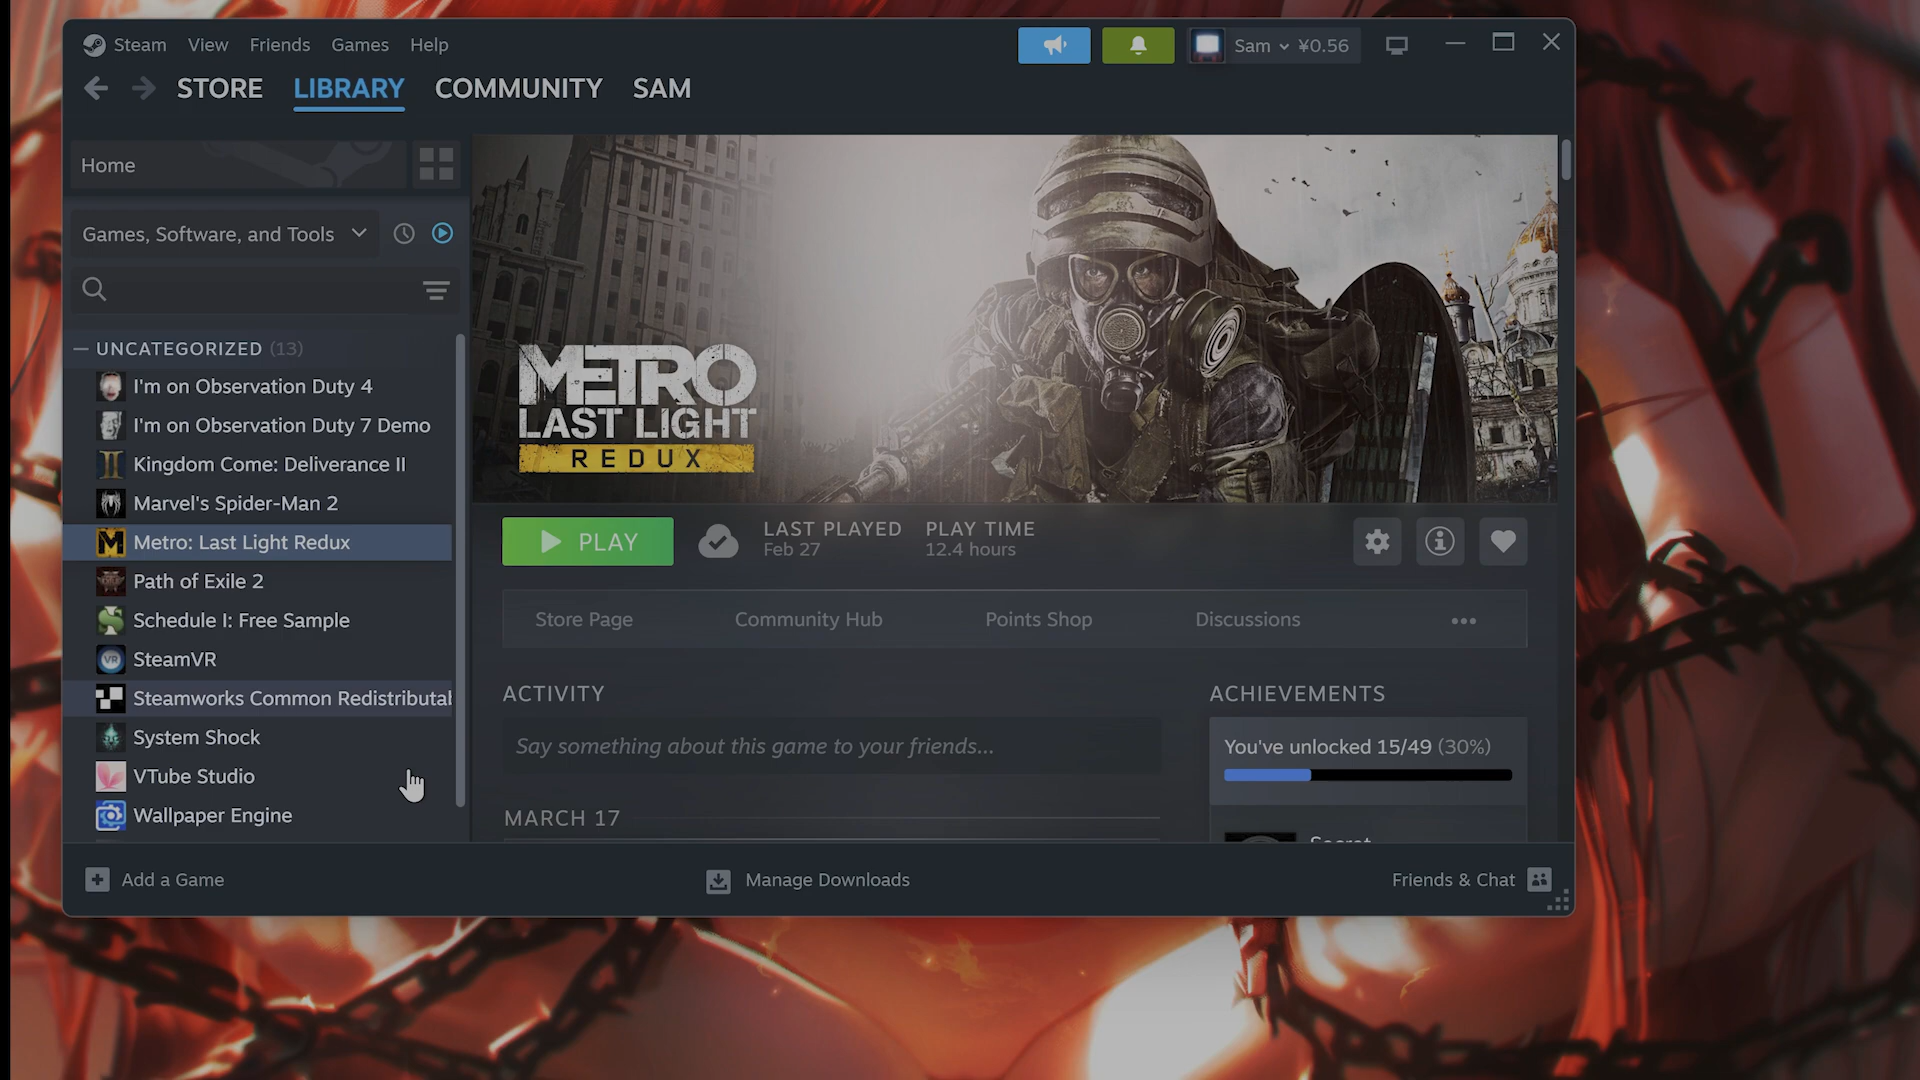 Steam View Friends Games Help
Sam ¥0.56
STORE LIBRARY COMMUNITY SAM
Home
Games, Software, and Tools
UNCATEGORIZED (13)
I'm on Observation Duty 4
I'm on Observation Duty 7 Demo
Kingdom Come: Deliverance II
Marvel's Spider-Man 2
Metro: Last Light Redux
Path of Exile 2
Schedule I: Free Sample
SteamVR
Steamworks Common Redistributab
System Shock
VTube Studio
Wallpaper Engine
METRO
LAST LIGHT
REDUX
PLAY
LAST PLAYED
Feb 27
PLAY TIME
12.4 hours
Store Page Community Hub Points Shop Discussions
ACTIVITY
Say something about this game to your friends...
MARCH 17
ACHIEVEMENTS
You've unlocked 15/49 (30%)
Secret
Add a Game
Manage Downloads
Friends & Chat